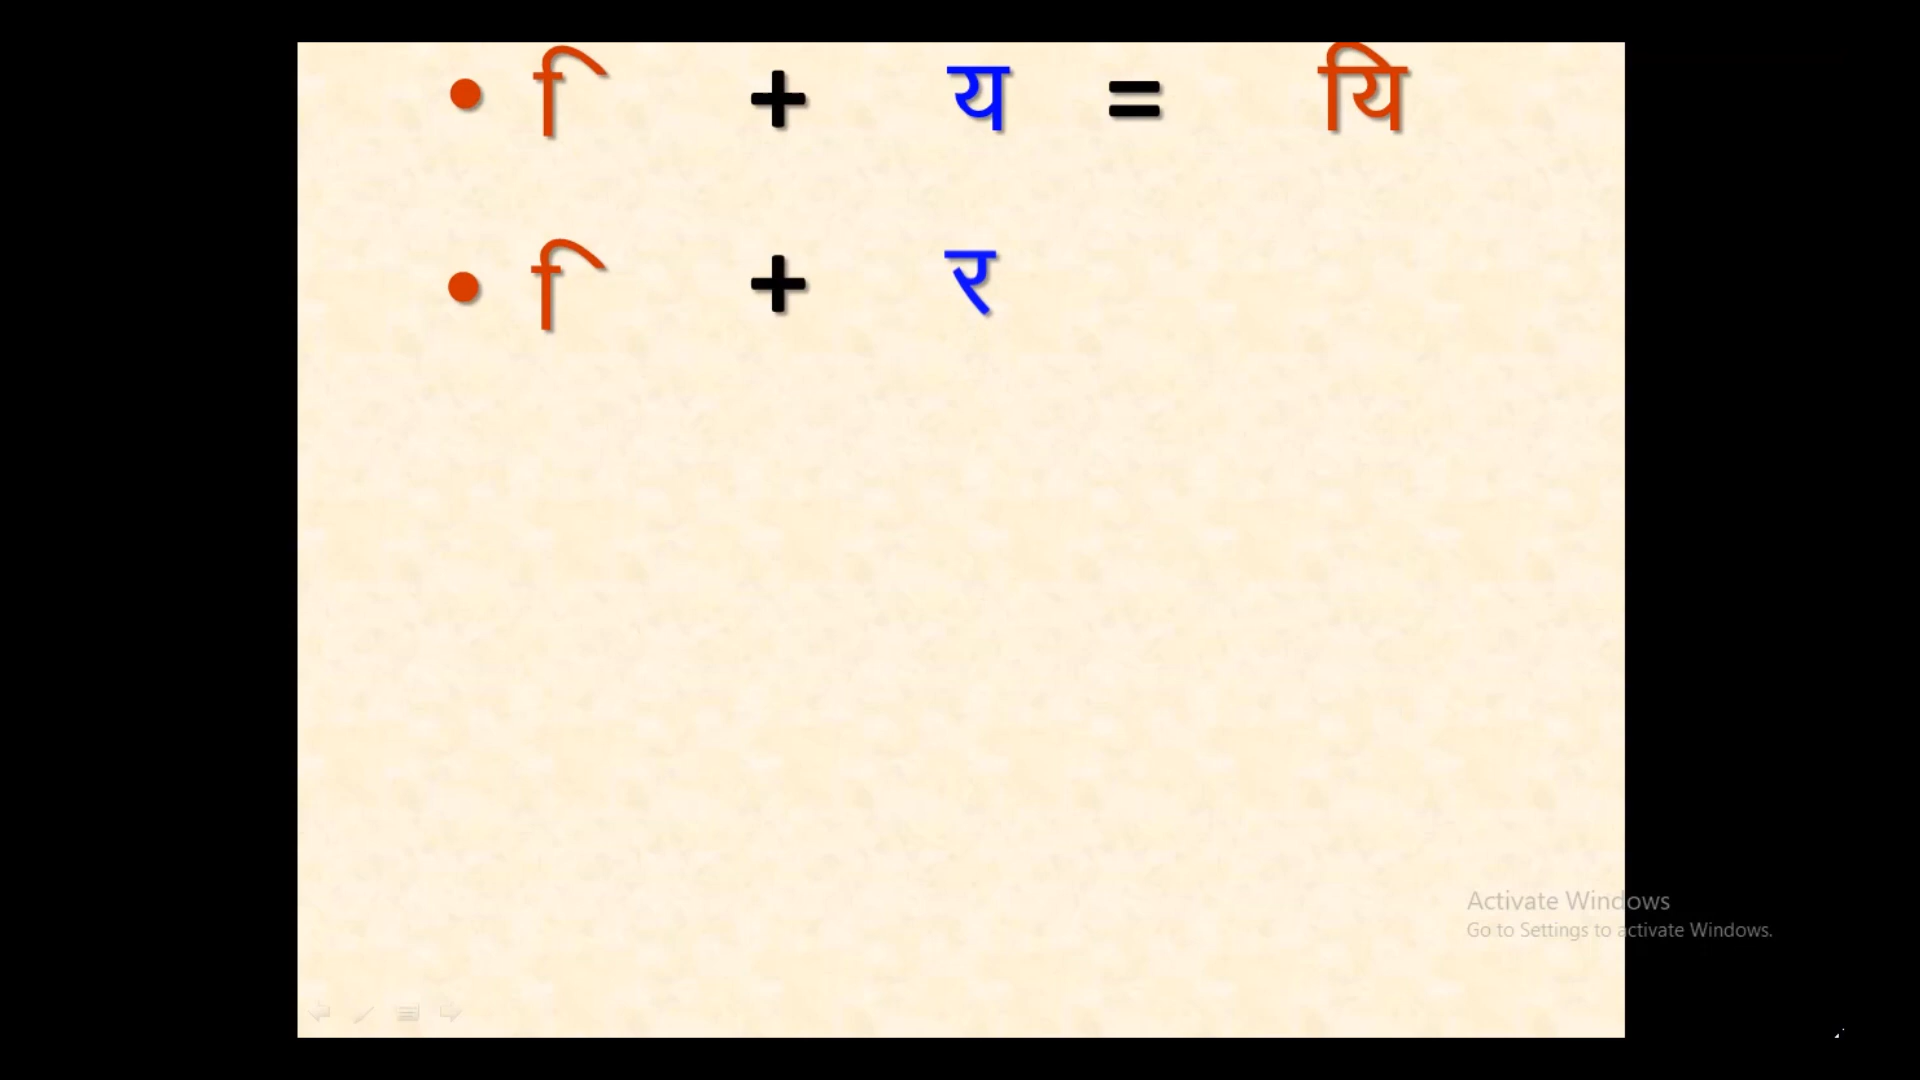 • ि + य = यि
• ि + र
Activate Windows
Go to Settings to activate Windows.